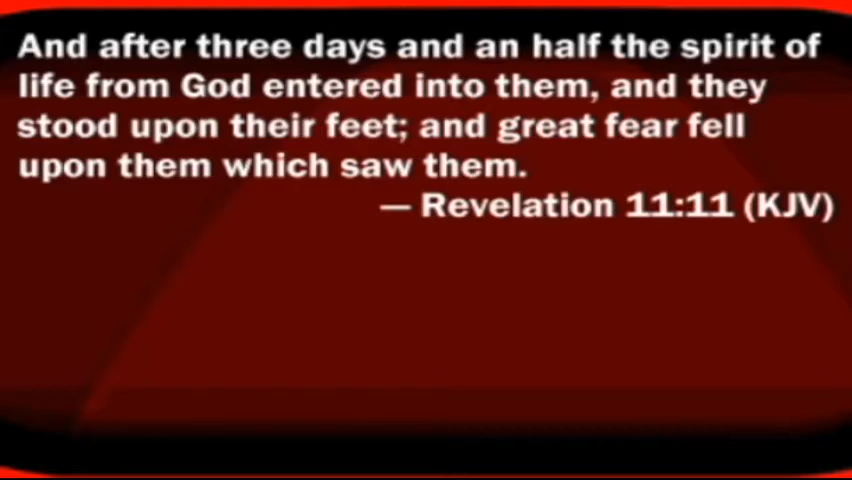 And after three days and an half the spirit of
life from God entered into them, and they
stood upon their feet; and great fear fell
upon them which saw them.
— Revelation 11:11 (KJV)